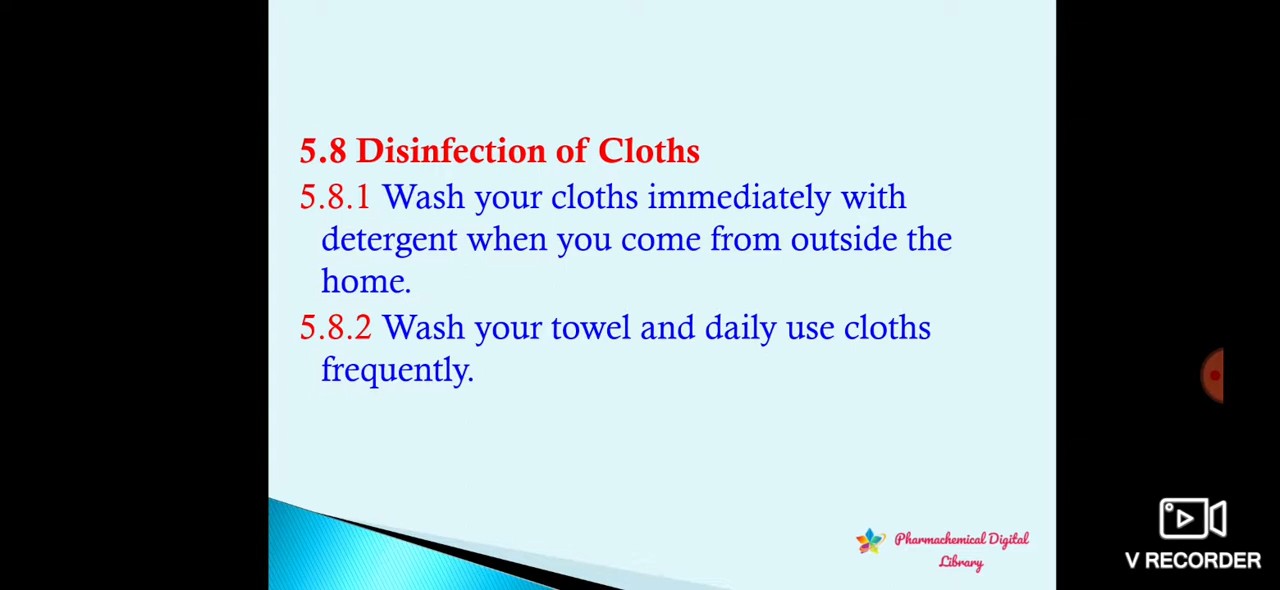 5.8 Disinfection of Cloths
5.8.1 Wash your cloths immediately with
detergent when you come from outside the
home.
5.8.2 Wash your towel and daily use cloths
frequently.
Pharmachemical Digital
Library
V RECORDER